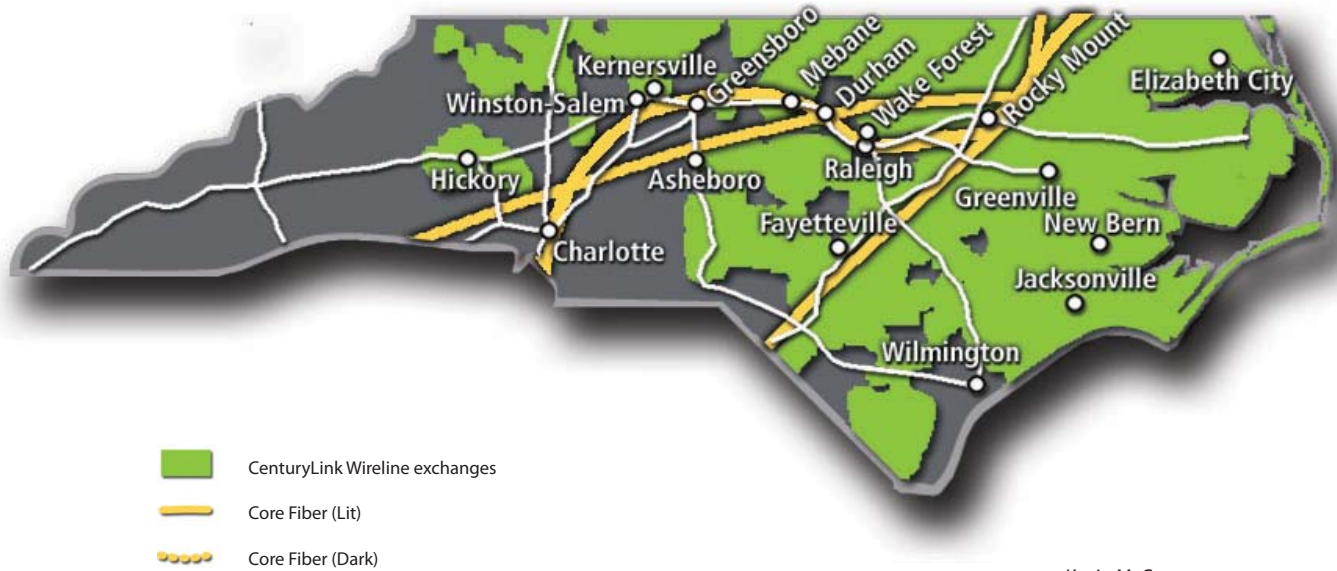 Kernersville
Greensboro
Mebane
Durham
Wake Forest
Rocky Mount
Elizabeth City
Winston-Salem
Hickory
Asheboro
Raleigh
Greenville
Fayetteville
New Bern
Charlotte
Jacksonville
Wilmington
CenturyLink Wireline exchanges
Core Fiber (Lit)
Core Fiber (Dark)